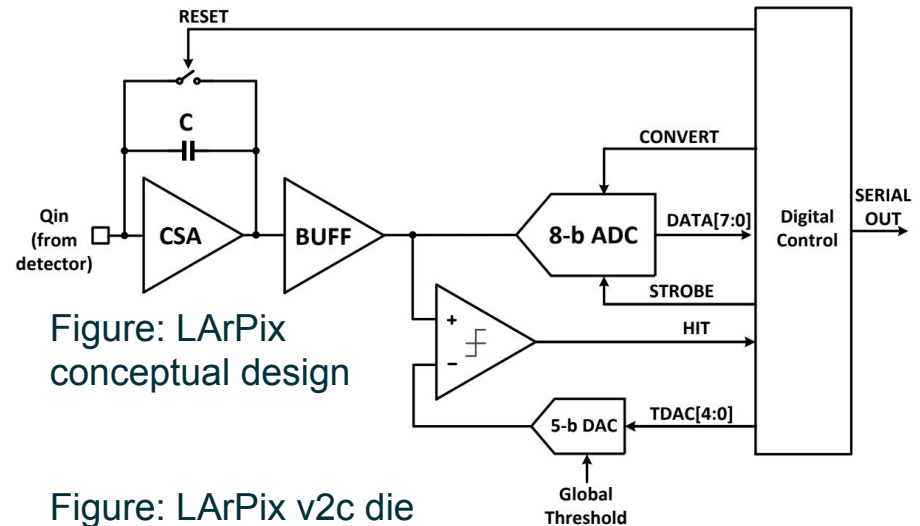 RESET
C
CONVERT
Qin
(from
detector)
CSA
BUFF
8-b ADC
DATA[7:0]
Digital
Control
SERIAL
OUT
STROBE
+
−
HIT
Figure: LArPix
conceptual design
5-b DAC
TDAC[4:0]
Global
Threshold
Figure: LArPix v2c die